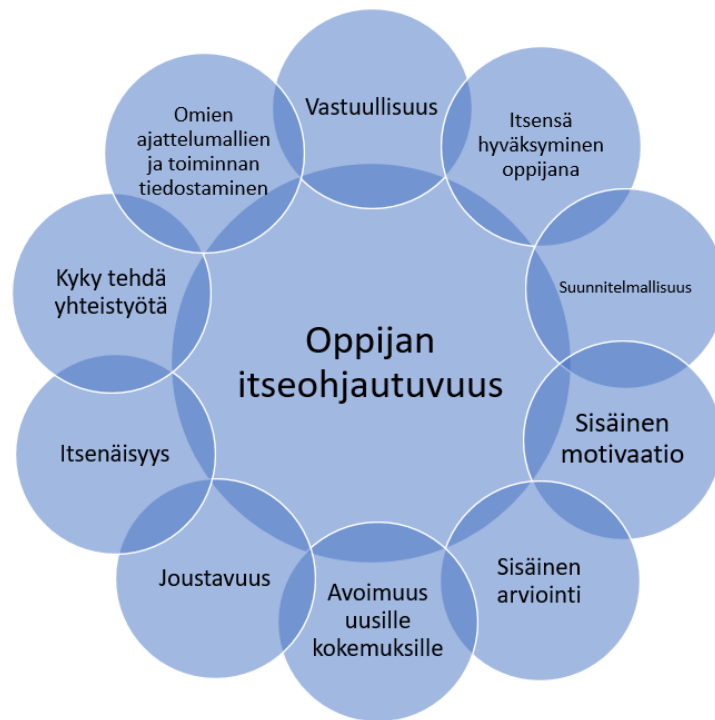 Vastuullisuus
Itsensä
hyväksyminen
oppijana
Suunnitelmallisuus
Sisäinen
motivaatio
Sisäinen
arviointi
Avoimuus
uusille
kokemuksille
Joustavuus
Itsenäisyys
Kyky tehdä
yhteistyötä
Omien
ajattelumallien
ja toiminnan
tiedostaminen
Oppijan
itseohjautuvuus